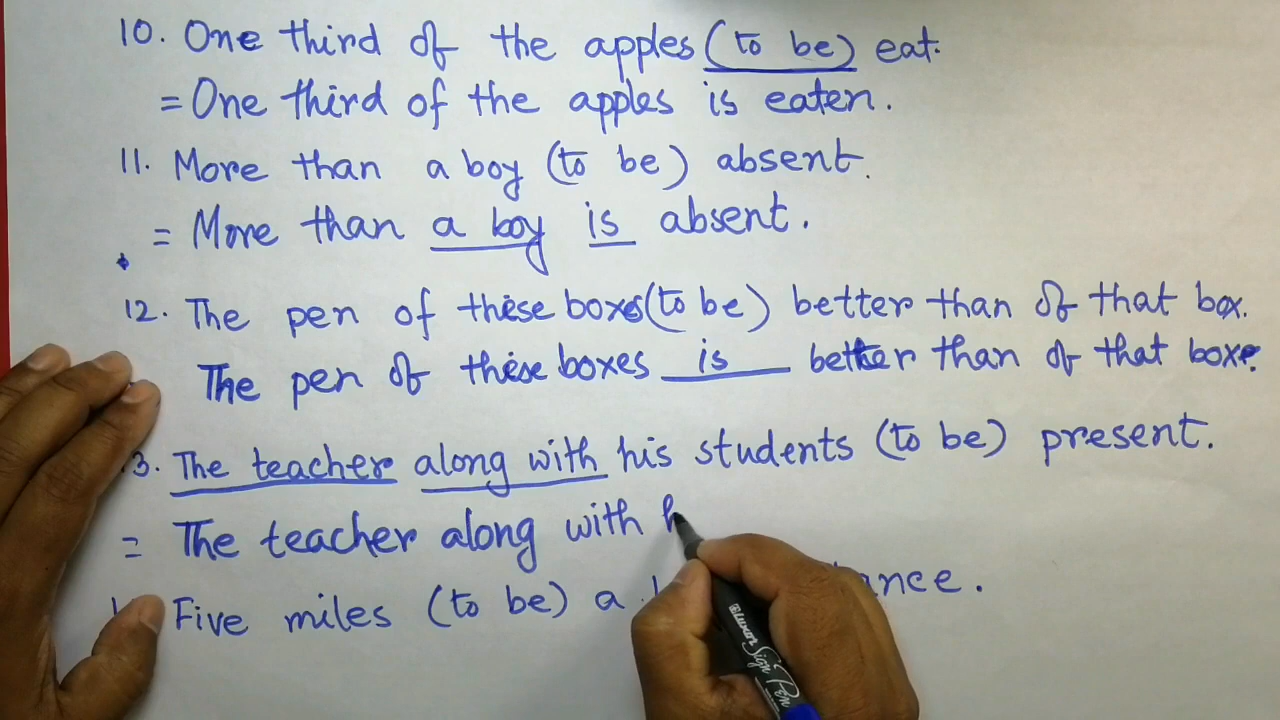 10. One third of the apples (to be) eat.
= One third of the apples is eaten.
11. More than a boy (to be) absent.
= More than a boy is absent.
12. The pen of these boxes (to be) better than of that box.
The pen of these boxes is better than of that box.
3. The teacher along with his students (to be) present.
= The teacher along with h
Five miles (to be) a ance.
Sign Pen